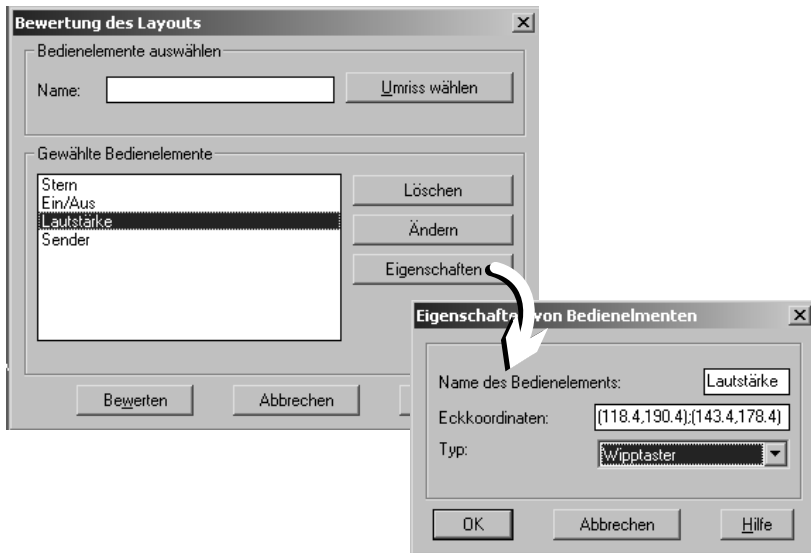 Bewertung des Layouts
Bedienelemente auswählen
Name:
Umriss wählen
Gewählte Bedienelemente
Stern
Ein/Aus
Lautstärke
Sender
Löschen
Ändern
Eigenschaften
Bewerten
Abbrechen
Eigenschaften von Bedienelmenten
Name des Bedienelements:
Lautstärke
Eckkoordinaten:
(118.4,190.4);(143.4,178.4)
Typ:
Wipptaster
OK
Abbrechen
Hilfe